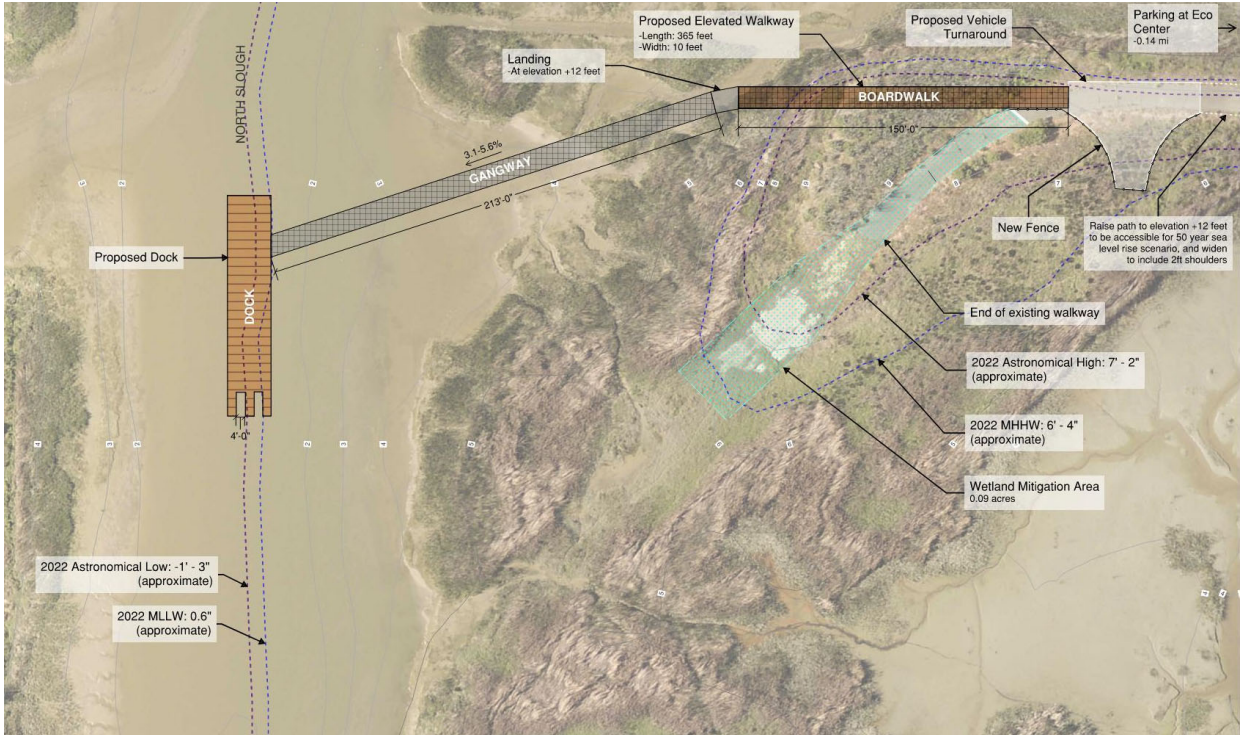 Proposed Elevated Walkway
-Length: 365 feet
-Width: 10 feet
Proposed Vehicle
Turnaround
Parking at Eco
Center
-0.14 mi
Landing
-At elevation +12 feet
NORTH SLOUGH
BOARDWALK
150'-0"
3.1-5.6%
GANGWAY
213'-0"
Proposed Dock
DOCK
4'-0"
New Fence
Raise path to elevation +12 feet
to be accessible for 50 year sea
level rise scenario, and widen
to include 2ft shoulders
End of existing walkway
2022 Astronomical High: 7' - 2"
(approximate)
2022 MHHW: 6' - 4"
(approximate)
Wetland Mitigation Area
0.09 acres
2022 Astronomical Low: -1' - 3"
(approximate)
2022 MLLW: 0.6"
(approximate)